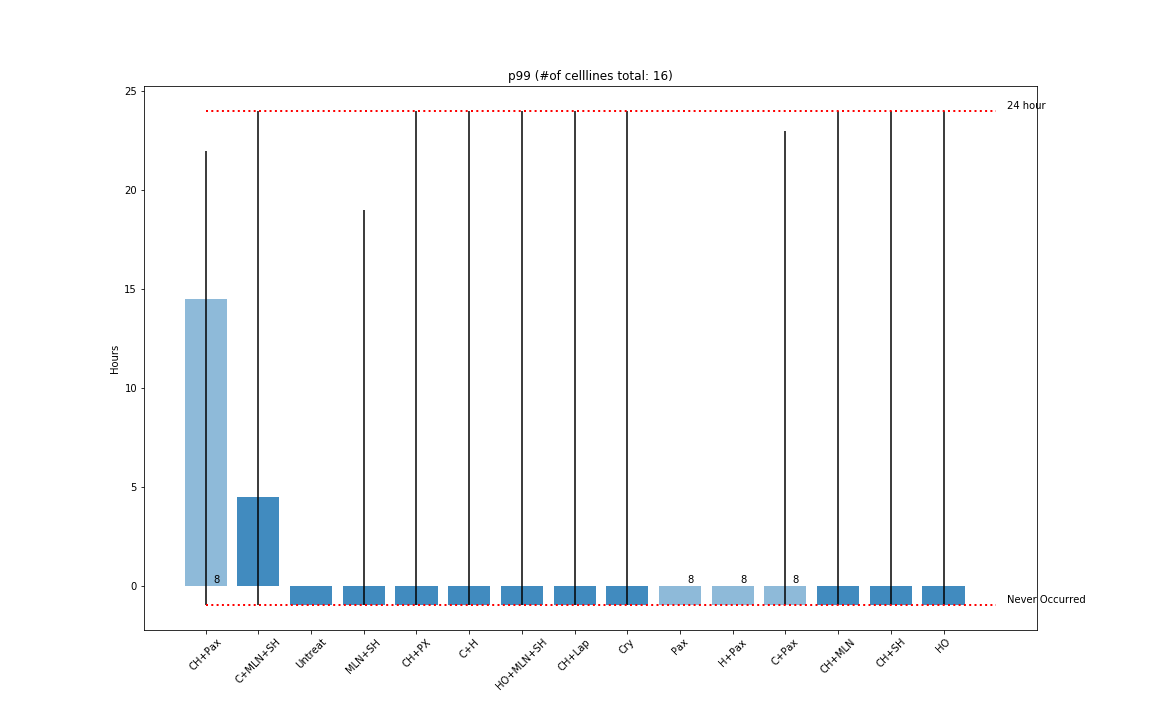 p99 (#of celllines total: 16)
25
24 hour
20
15
Hours
10
5
8
8
8
8
0
Never Occurred
CH+Pax
C+MLN+SH
Untreat
MLN+SH
CH+PX
C+H
HO+MLN+SH
CH+Lap
Cry
Pax
H+Pax
C+Pax
CH+MLN
CH+SH
HO